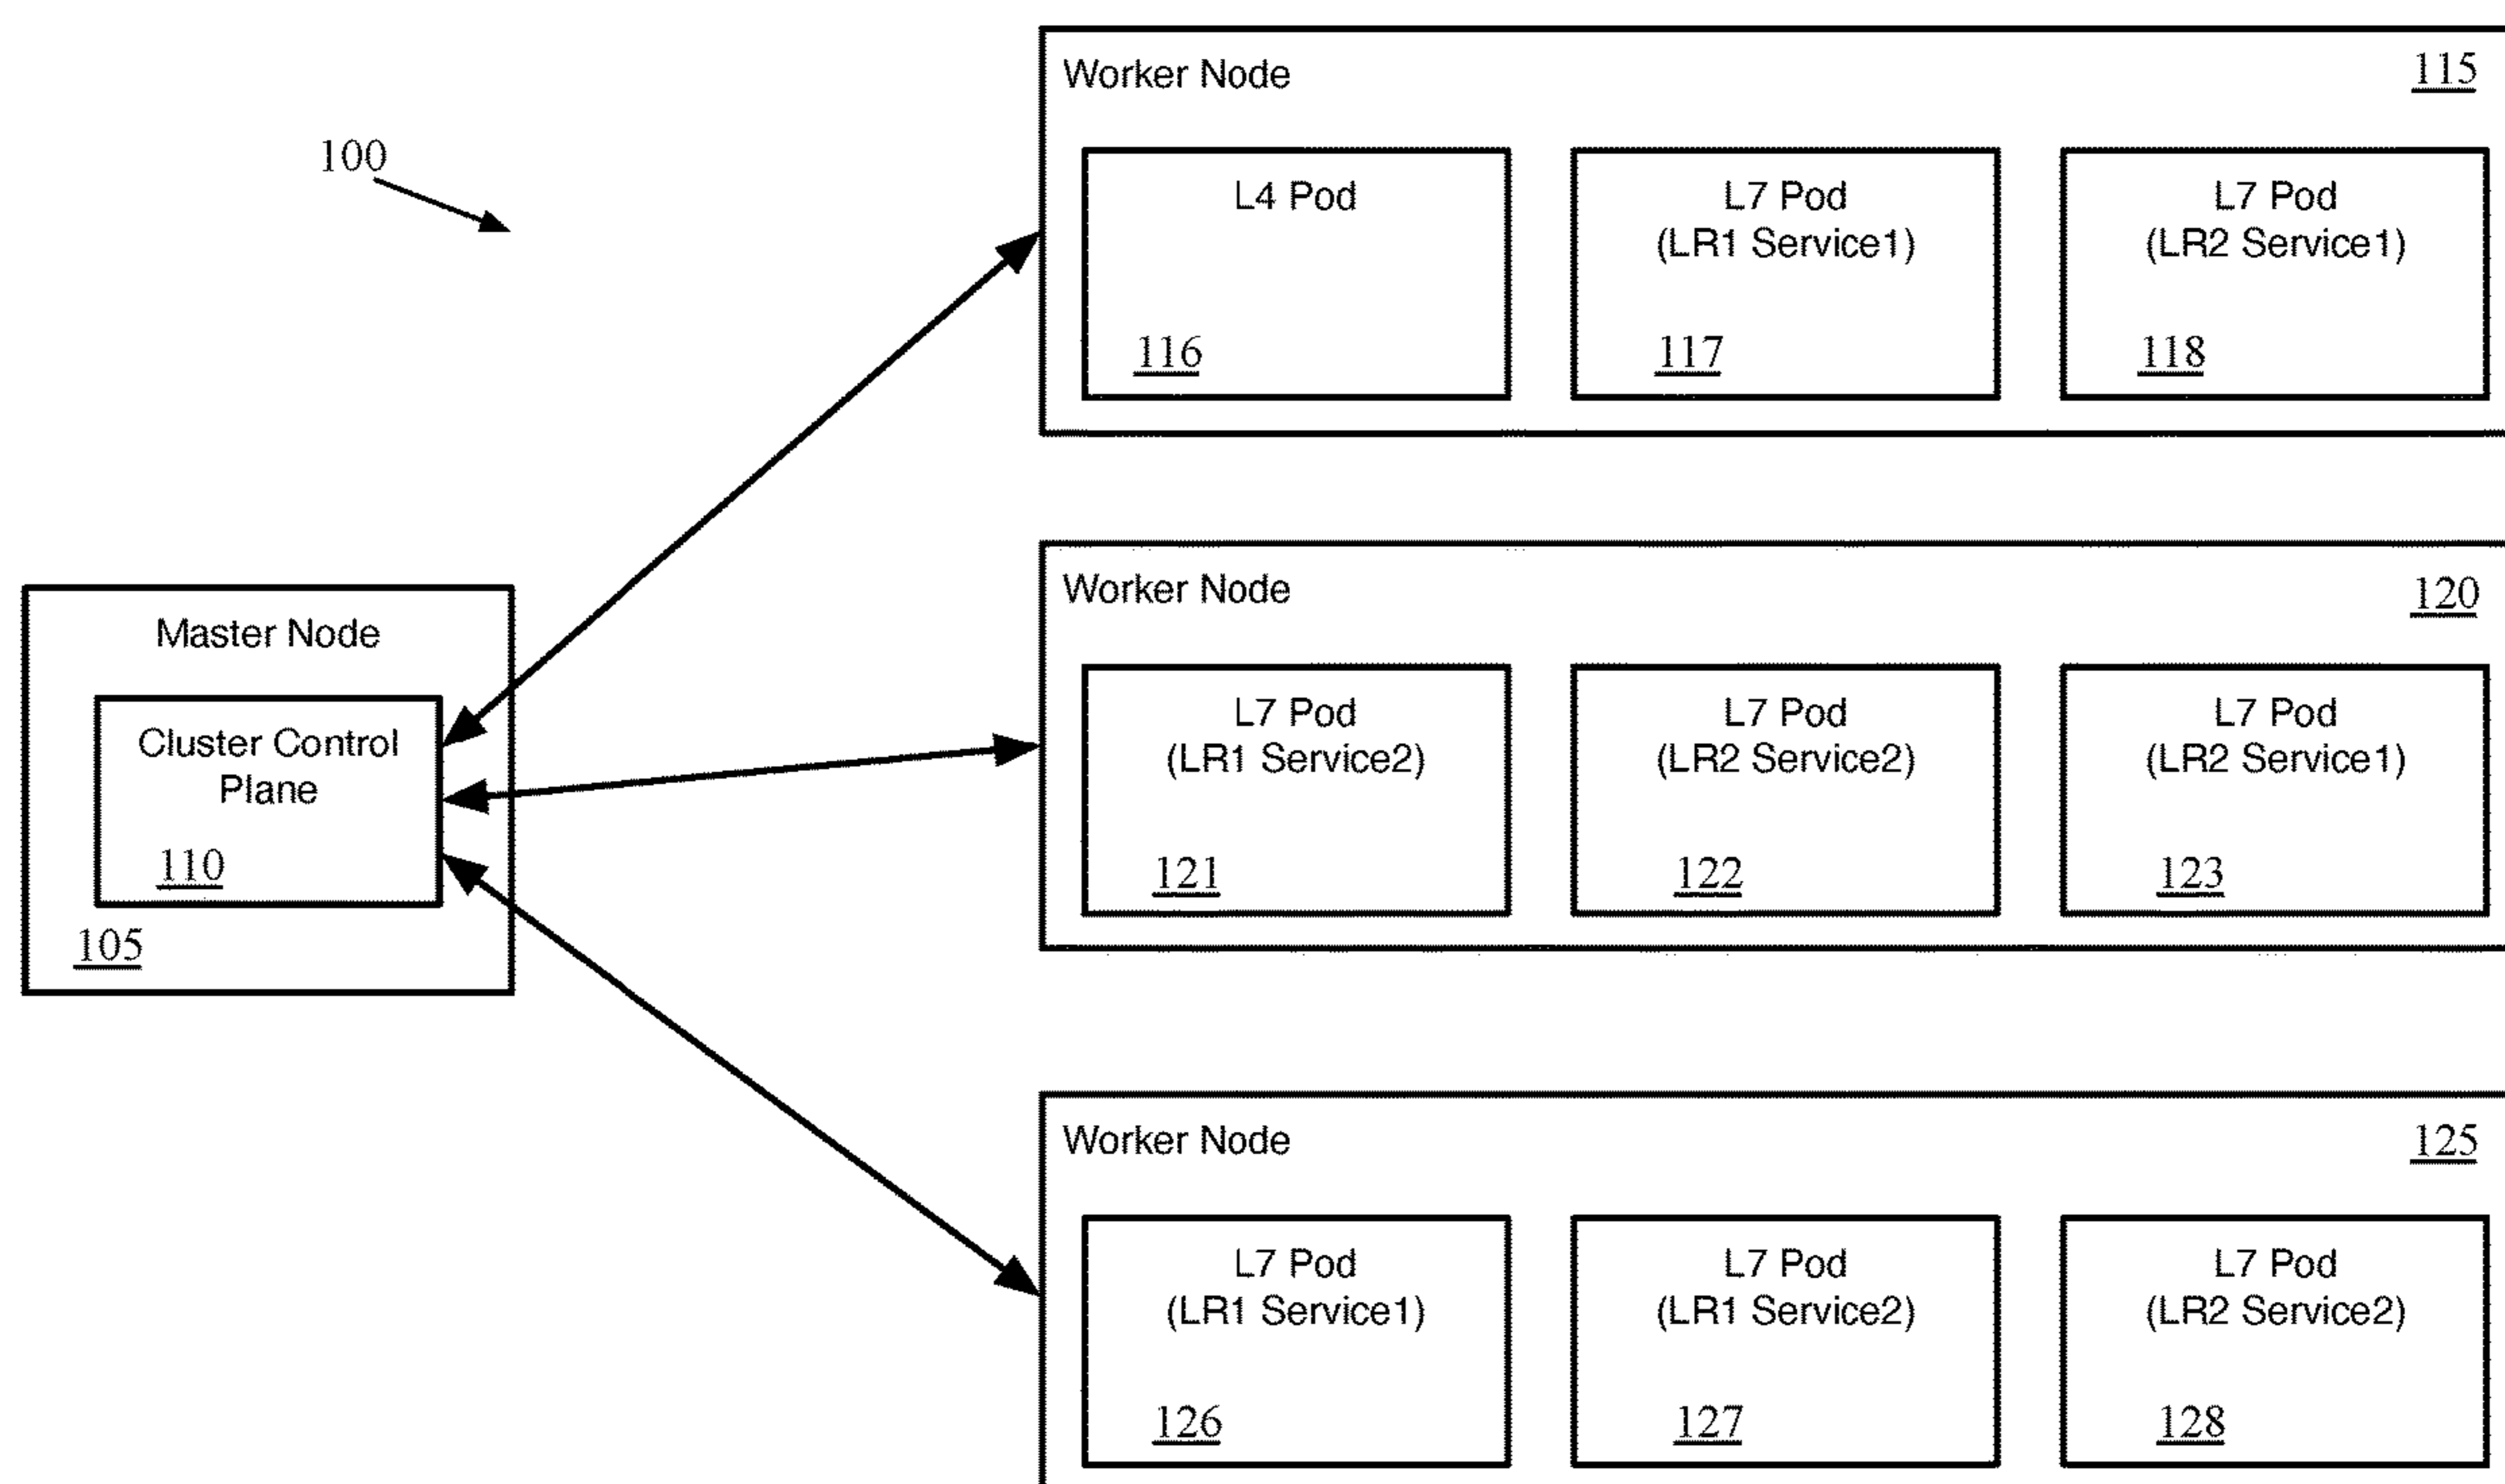 100
Master Node
Cluster Control
Plane
110
105
Worker Node 115
L4 Pod
116
L7 Pod
(LR1 Service1)
117
L7 Pod
(LR2 Service1)
118
Worker Node 120
L7 Pod
(LR1 Service2)
121
L7 Pod
(LR2 Service2)
122
L7 Pod
(LR2 Service1)
123
Worker Node 125
L7 Pod
(LR1 Service1)
126
L7 Pod
(LR1 Service2)
127
L7 Pod
(LR2 Service2)
128